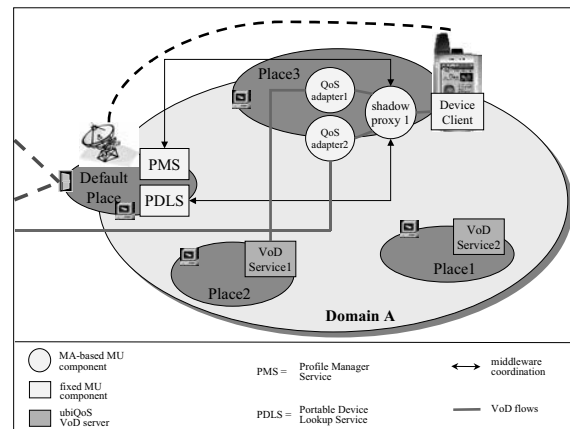 Place3
QoS
adapter1
shadow
proxy 1
Device
Client
QoS
adapter2
PMS
Default
Place
PDLS
VoD
Service1
Place2
VoD
Service2
Place1
Domain A
MA-based MU
component
fixed MU
component
ubiQoS
VoD server
PMS = Profile Manager
Service
PDLS = Portable Device
Lookup Service
middleware
coordination
VoD flows